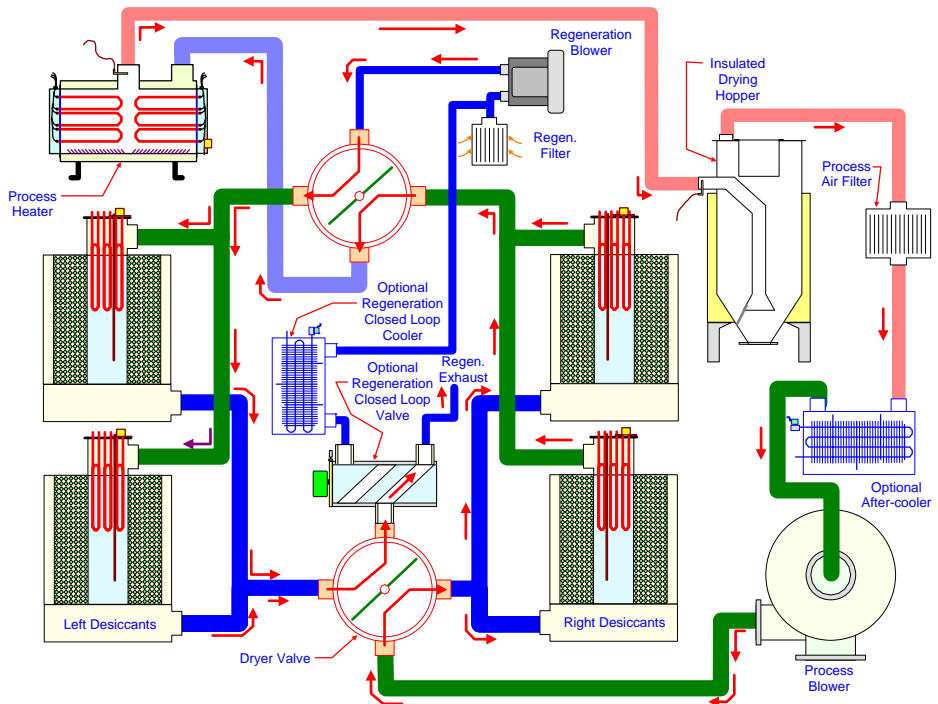 Regeneration
Blower
Insulated
Drying
Hopper
Regen.
Filter
Process
Air Filter
Process
Heater
Optional
Regeneration
Closed Loop
Cooler
Optional
Regeneration
Closed Loop
Valve
Regen.
Exhaust
Optional
After-cooler
Left Desiccants
Right Desiccants
Dryer Valve
Process
Blower